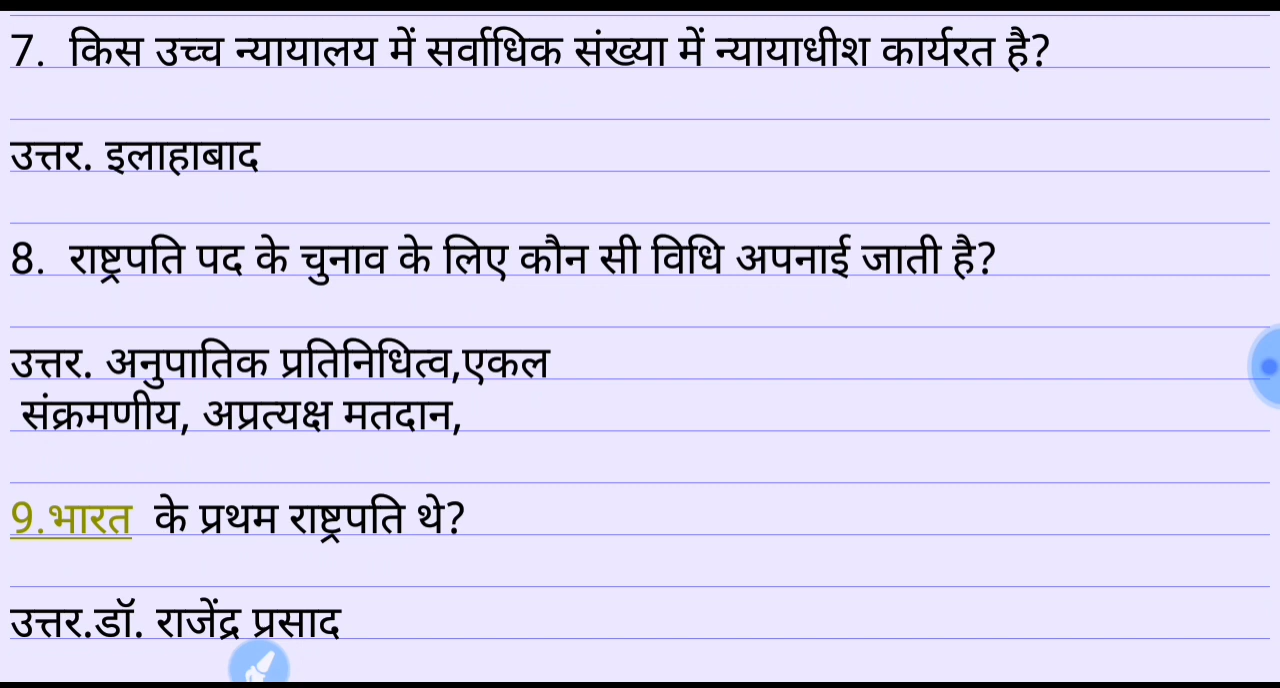 7. किस उच्च न्यायालय में सर्वाधिक संख्या में न्यायाधीश कार्यरत है?
उत्तर. इलाहाबाद
8. राष्ट्रपति पद के चुनाव के लिए कौन सी विधि अपनाई जाती है?
उत्तर. अनुपातिक प्रतिनिधित्व,एकल
संक्रमणीय, अप्रत्यक्ष मतदान,
9.भारत के प्रथम राष्ट्रपति थे?
उत्तर.डॉ. राजेंद्र प्रसाद